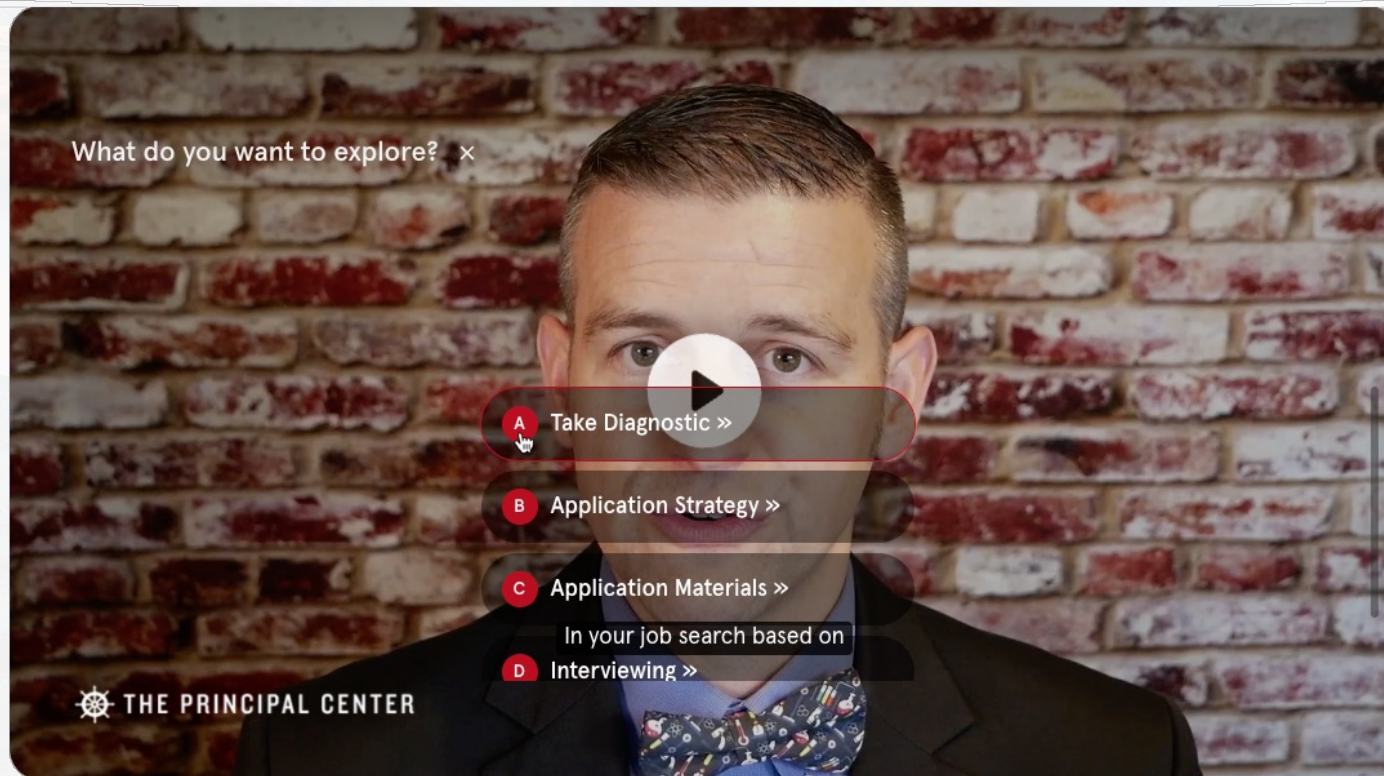 What do you want to explore? ×
A Take Diagnostic »
B Application Strategy »
C Application Materials »
In your job search based on
D Interviewing »
THE PRINCIPAL CENTER